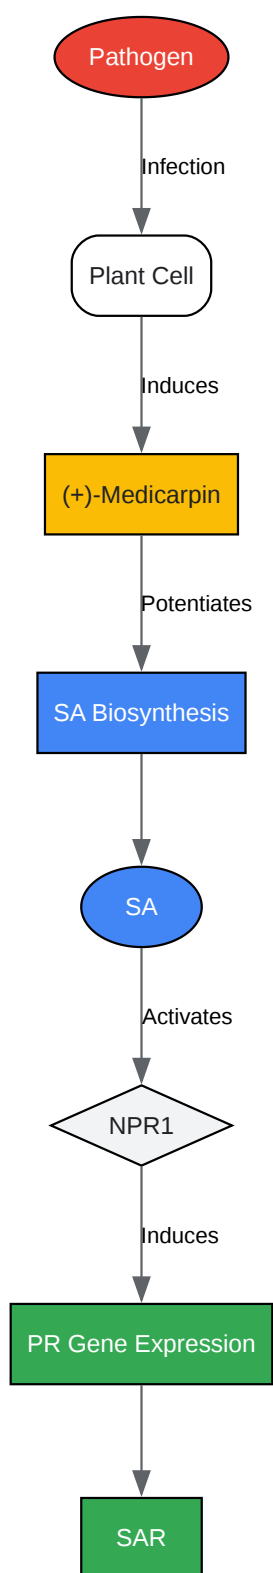 Pathogen
Infection
Plant Cell
Induces
(+)-Medicarpin
Potentiates
SA Biosynthesis
SA
Activates
NPR1
Induces
PR Gene Expression
SAR